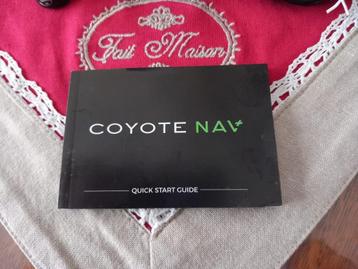 Fait Maison
COYOTE NAV+
QUICK START GUIDE